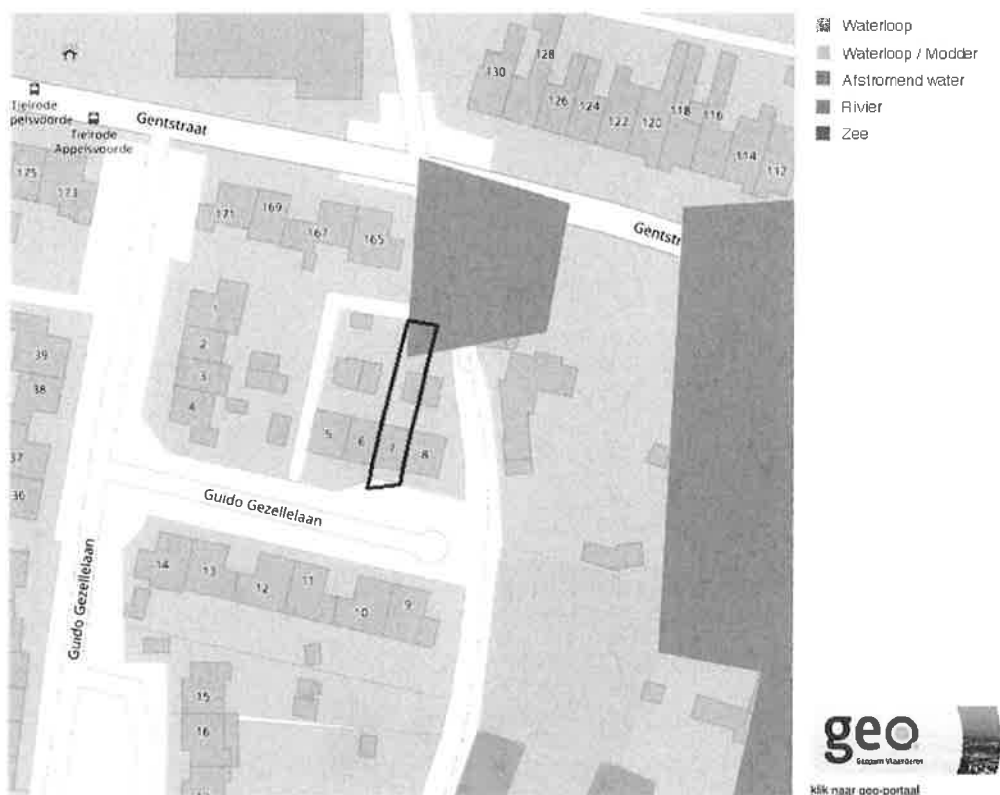 Waterloop
Waterloop / Modder
Afstromend water
Rivier
Zee
130
128
126
124
122
120
118
116
114
112
Tielrode
pelsvoorde
Tielrode
Appelsvoorde
Gentstraat
175
173
171
169
167
165
Gentstr
1
2
3
4
39
38
37
36
5
6
7
8
Guido Gezellelaan
Guido Gezellelaan
14
13
12
11
10
9
15
16
geo
Geopunt Vlaanderen
klik naar geo-portaal